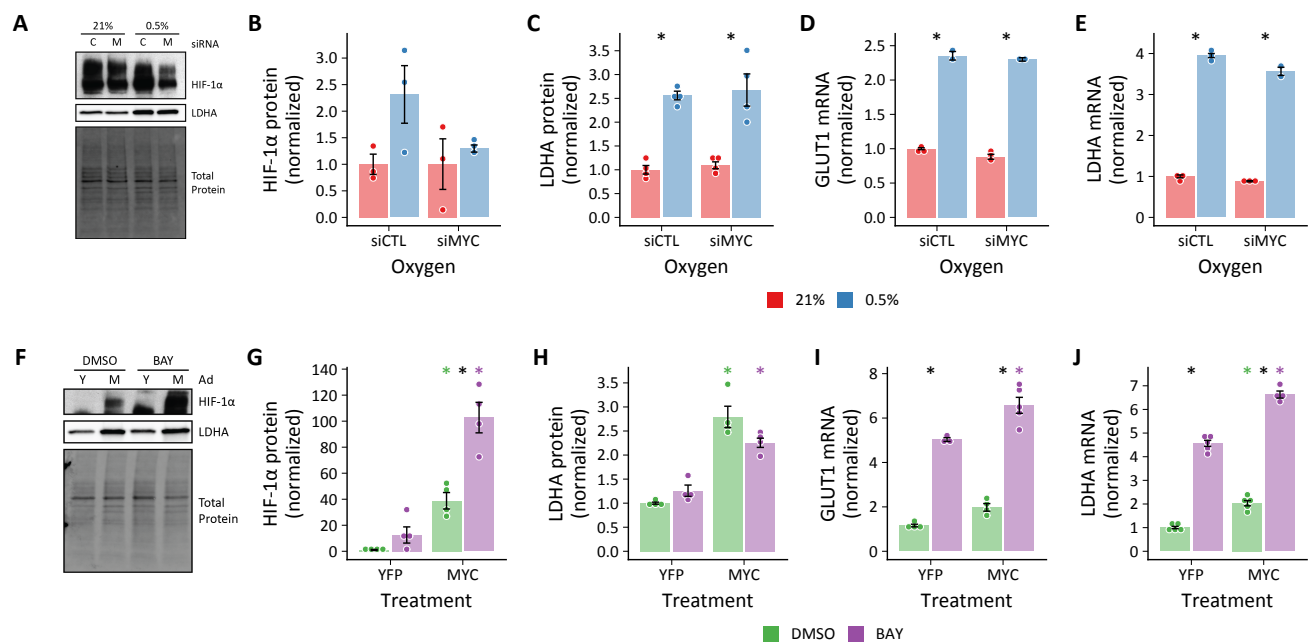 A
21% 0.5%
C M C M siRNA
HIF-1α
LDHA
Total
Protein
B
HIF-1α protein
(normalized)
3.0
2.5
2.0
1.5
1.0
0.5
0.0
siCTL siMYC
Oxygen
C
*
*
LDHA protein
(normalized)
3.5
3.0
2.5
2.0
1.5
1.0
0.5
0.0
siCTL siMYC
Oxygen
D
*
*
GLUT1 mRNA
(normalized)
2.5
2.0
1.5
1.0
0.5
0.0
siCTL siMYC
Oxygen
E
*
*
LDHA mRNA
(normalized)
4
3
2
1
0
siCTL siMYC
Oxygen
21% 0.5%
F
DMSO BAY
Y M Y M Ad
HIF-1α
LDHA
Total
Protein
G
* * *
HIF-1α protein
(normalized)
140
120
100
80
60
40
20
0
YFP MYC
Treatment
H
* *
LDHA protein
(normalized)
4.0
3.5
3.0
2.5
2.0
1.5
1.0
0.5
0.0
YFP MYC
Treatment
I
* * *
GLUT1 mRNA
(normalized)
8
6
4
2
0
YFP MYC
Treatment
J
* * * *
LDHA mRNA
(normalized)
7
6
5
4
3
2
1
0
YFP MYC
Treatment
DMSO BAY